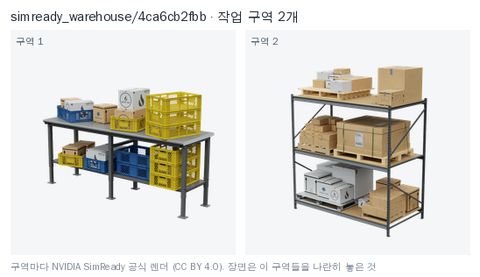 simready_warehouse/4ca6cb2fbb · 작업 구역 2개
구역 1
구역 2
구역마다 NVIDIA SimReady 공식 렌더 (CC BY 4.0). 장면은 이 구역들을 나란히 놓은 것